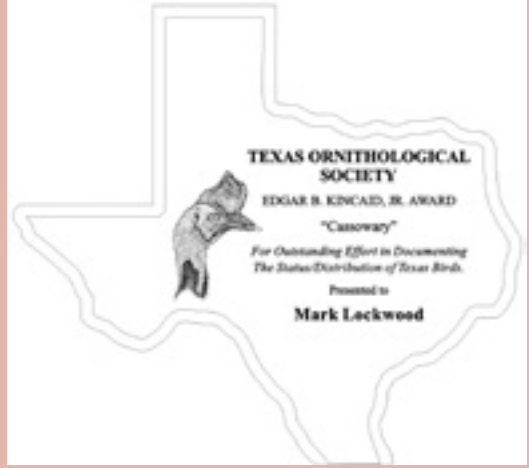 TEXAS ORNITHOLOGICAL
SOCIETY
EDGAR B. KINCAID, JR. AWARD
"Cassowary"
For Outstanding Effort in Documenting
The Status/Distribution of Texas Birds.
Presented to
Mark Lockwood